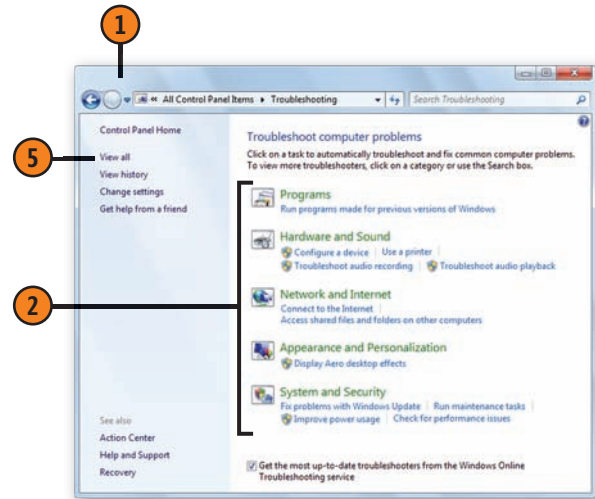 1
« All Control Panel Items ▸ Troubleshooting
Search Troubleshooting
Control Panel Home
5
View all
View history
Change settings
Get help from a friend
Troubleshoot computer problems
Click on a task to automatically troubleshoot and fix common computer problems.
To view more troubleshooters, click on a category or use the Search box.
2
Programs
Run programs made for previous versions of Windows
Hardware and Sound
Configure a device | Use a printer |
Troubleshoot audio recording | Troubleshoot audio playback
Network and Internet
Connect to the Internet |
Access shared files and folders on other computers
Appearance and Personalization
Display Aero desktop effects
System and Security
Fix problems with Windows Update | Run maintenance tasks |
Improve power usage | Check for performance issues
See also
Action Center
Help and Support
Recovery
Get the most up-to-date troubleshooters from the Windows Online
Troubleshooting service